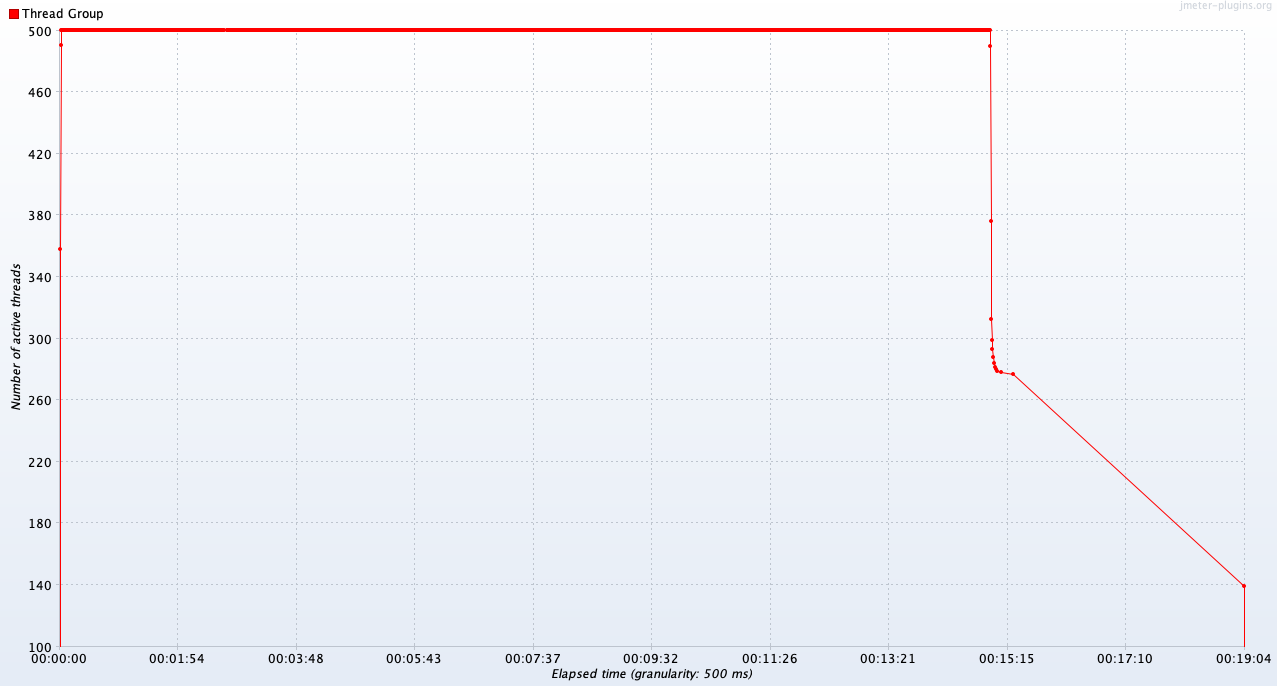 jmeter-plugins.org
Thread Group
500
460
420
380
340
300
260
220
180
140
100
Number of active threads
00:00:00 00:01:54 00:03:48 00:05:43 00:07:37 00:09:32 00:11:26 00:13:21 00:15:15 00:17:10 00:19:04
Elapsed time (granularity: 500 ms)